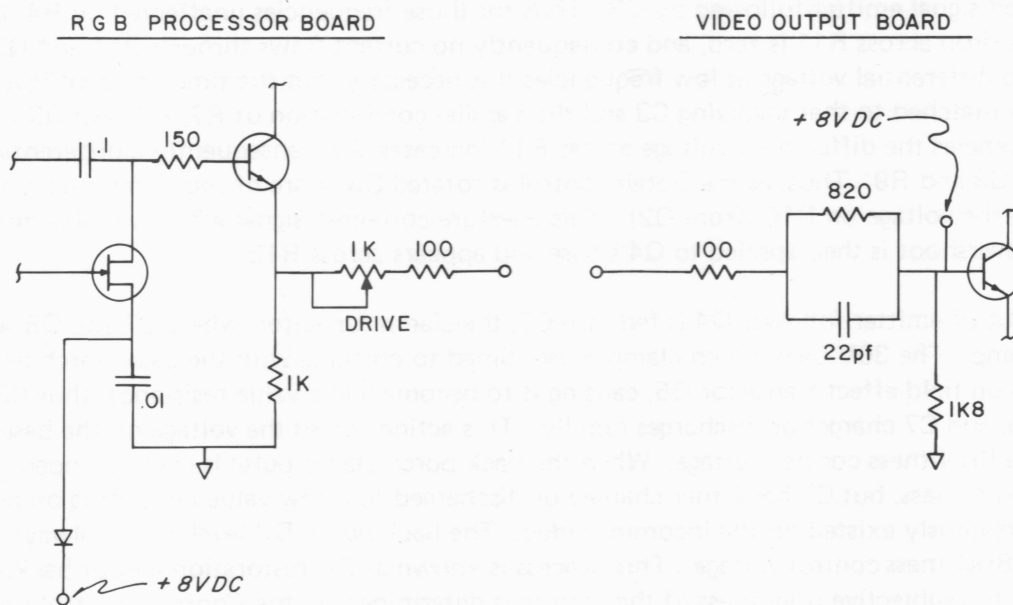 RGB PROCESSOR BOARD
VIDEO OUTPUT BOARD
+8VDC
.1
150
820
1K
100
100
DRIVE
22pf
1K
.01
1K8
+8VDC